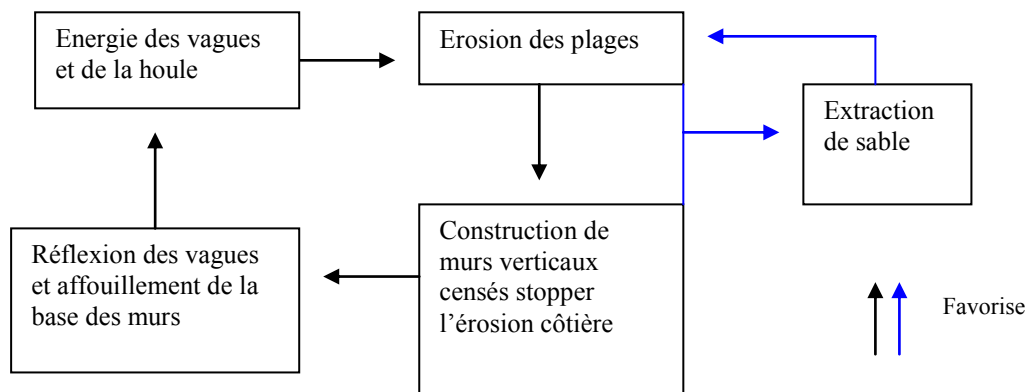 Energie des vagues
et de la houle
Erosion des plages
Extraction
de sable
Réflexion des vagues
et affouillement de la
base des murs
Construction de
murs verticaux
censés stopper
l’érosion côtière
Favorise